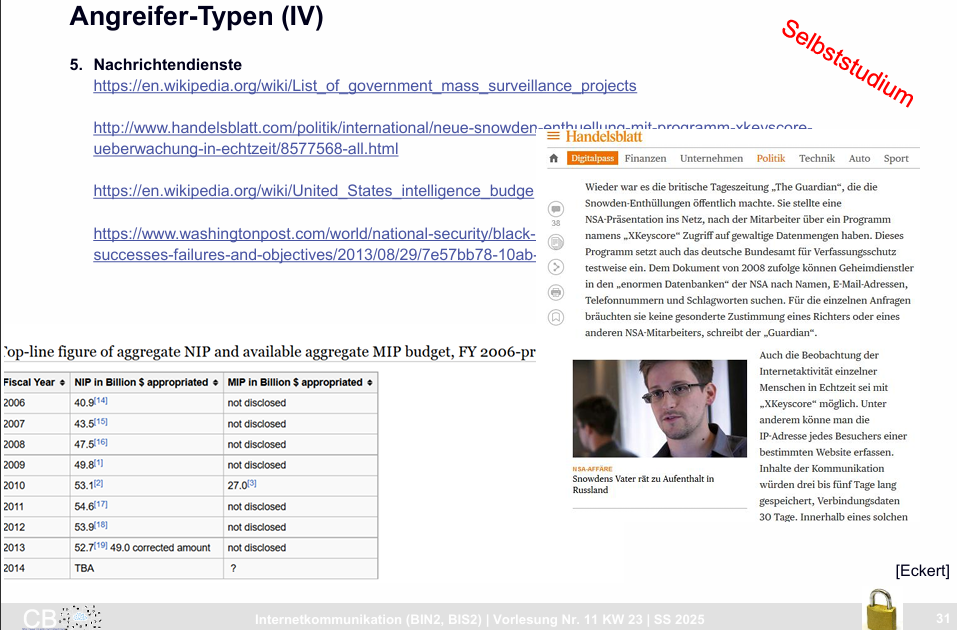 Angreifer-Typen (IV)
Selbststudium
5. Nachrichtendienste
https://en.wikipedia.org/wiki/List_of_government_mass_surveillance_projects
http://www.handelsblatt.com/politik/international/neue-snowden-enthuellung-mit-programm-xkeyscore-
ueberwachung-in-echtzeit/8577568-all.html
https://en.wikipedia.org/wiki/United_States_intelligence_budge
https://www.washingtonpost.com/world/national-security/black-
successes-failures-and-objectives/2013/08/29/7e57bb78-10ab-
Handelsblatt
Digitalpass Finanzen Unternehmen Politik Technik Auto Sport
38
Wieder war es die britische Tageszeitung „The Guardian“, die die
Snowden-Enthüllungen öffentlich machte. Sie stellte eine
NSA-Präsentation ins Netz, nach der Mitarbeiter über ein Programm
namens „XKeyscore“ Zugriff auf gewaltige Datenmengen haben. Dieses
Programm setzt auch das deutsche Bundesamt für Verfassungsschutz
testweise ein. Dem Dokument von 2008 zufolge können Geheimdienstler
in den „enormen Datenbanken“ der NSA nach Namen, E-Mail-Adressen,
Telefonnummern und Schlagworten suchen. Für die einzelnen Anfragen
bräuchten sie keine gesonderte Zustimmung eines Richters oder eines
anderen NSA-Mitarbeiters, schreibt der „Guardian“.
NSA-AFFÄRE
Snowdens Vater rät zu Aufenthalt in
Russland
Auch die Beobachtung der
Internetaktivität einzelner
Menschen in Echtzeit sei mit
„XKeyscore“ möglich. Unter
anderem könne man die
IP-Adresse jedes Besuchers einer
bestimmten Website erfassen.
Inhalte der Kommunikation
würden drei bis fünf Tage lang
gespeichert, Verbindungsdaten
30 Tage. Innerhalb eines solchen
Top-line figure of aggregate NIP and available aggregate MIP budget, FY 2006-pr
Fiscal Year NIP in Billion $ appropriated MIP in Billion $ appropriated
2006 40.9[14] not disclosed
2007 43.5[15] not disclosed
2008 47.5[16] not disclosed
2009 49.8[1] not disclosed
2010 53.1[2] 27.0[3]
2011 54.6[17] not disclosed
2012 53.9[18] not disclosed
2013 52.7[19] 49.0 corrected amount not disclosed
2014 TBA ?
[Eckert]
CB
Internetkommunikation (BIN2, BIS2) | Vorlesung Nr. 11 KW 23 | SS 2025
31